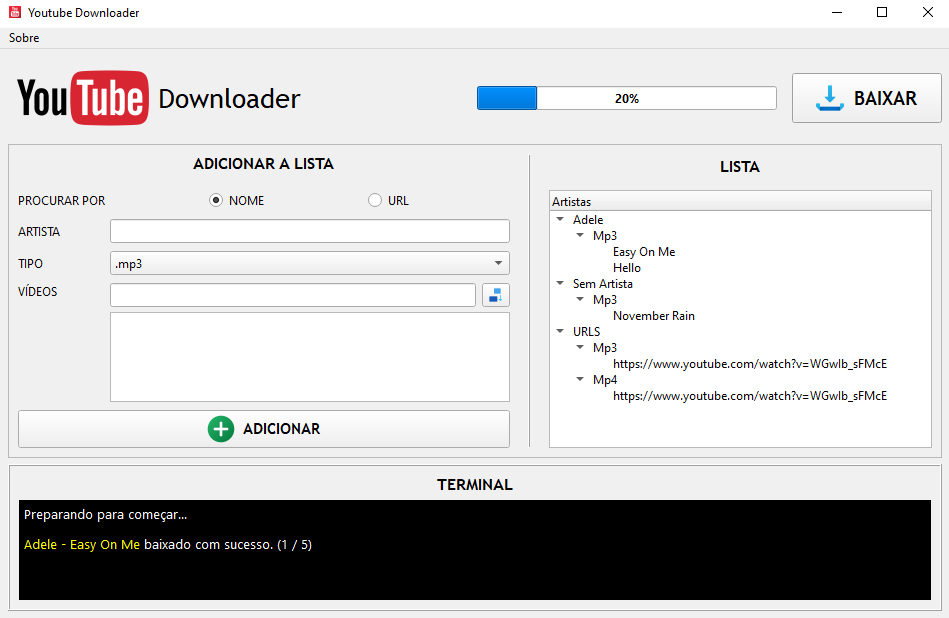 Youtube Downloader
Sobre
YouTube Downloader
20%
BAIXAR
ADICIONAR A LISTA
PROCURAR POR
NOME
URL
ARTISTA
TIPO
.mp3
VÍDEOS
ADICIONAR
LISTA
Artistas
Adele
Mp3
Easy On Me
Hello
Sem Artista
Mp3
November Rain
URLS
Mp3
https://www.youtube.com/watch?v=WGwlb_sFMcE
Mp4
https://www.youtube.com/watch?v=WGwlb_sFMcE
TERMINAL
Preparando para começar...
Adele - Easy On Me baixado com sucesso. (1 / 5)